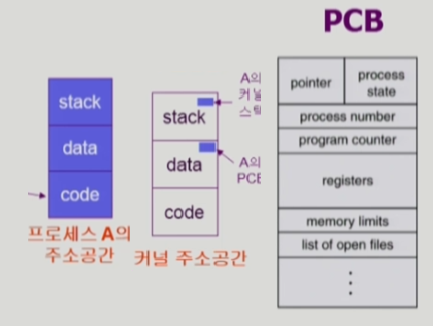 PCB
stack
data
code
프로세스 A의
주소공간
stack
data
code
커널 주소공간
A의
커널
스택
A의
PCB
pointer
process
state
process number
program counter
registers
memory limits
list of open files